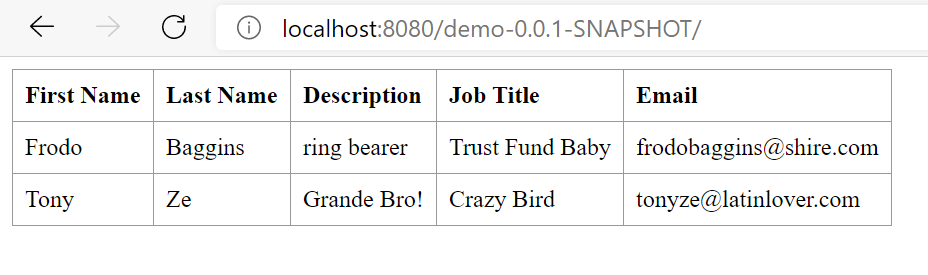 localhost:8080/demo-0.0.1-SNAPSHOT/
First Name Last Name Description Job Title Email
Frodo Baggins ring bearer Trust Fund Baby frodobaggins@shire.com
Tony Ze Grande Bro! Crazy Bird tonyze@latinlover.com